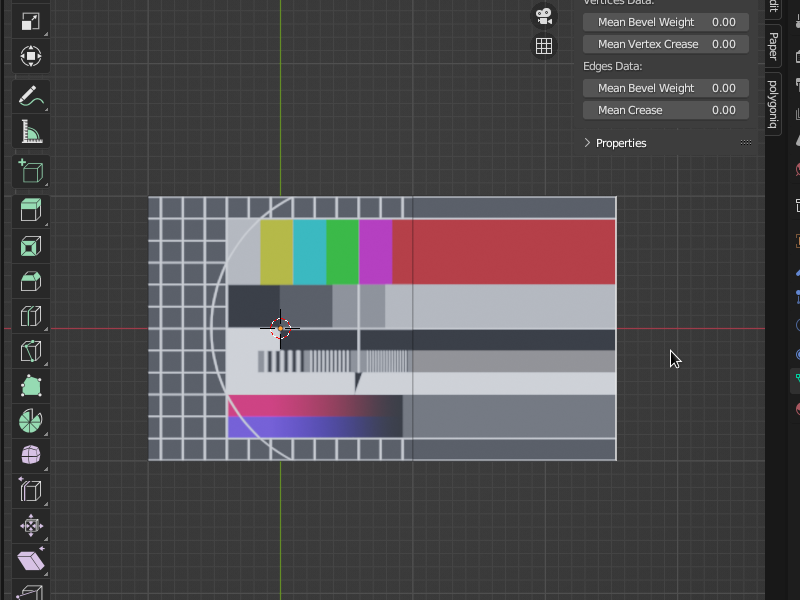 Vertices Data:
Mean Bevel Weight 0.00
Mean Vertex Crease 0.00
Edges Data:
Mean Bevel Weight 0.00
Mean Crease 0.00
Properties
Paper
polygoniq